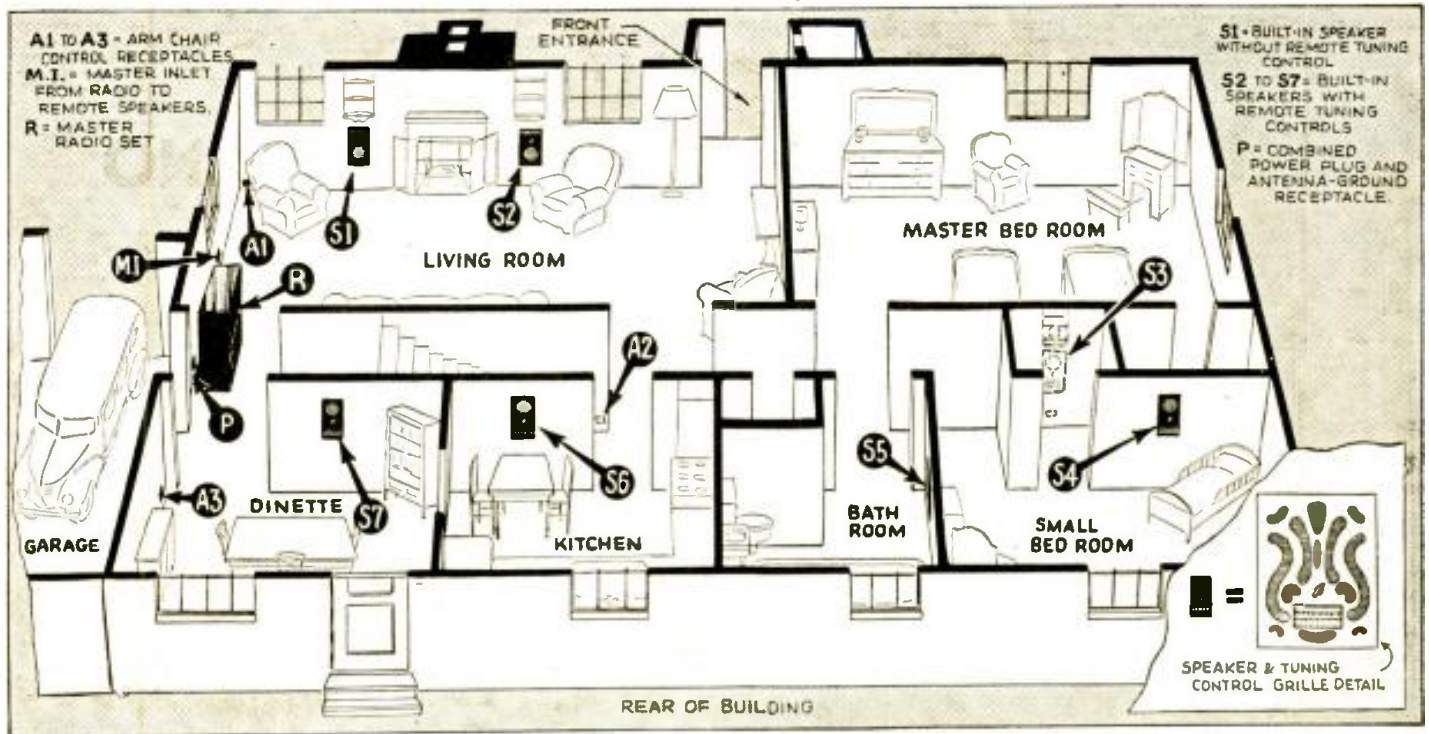 A1 TO A3 = ARM CHAIR
CONTROL RECEPTACLES
M.I. = MASTER INLET
FROM RADIO TO
REMOTE SPEAKERS.
R = MASTER
RADIO SET
FRONT
ENTRANCE
S1 = BUILT-IN SPEAKER
WITHOUT REMOTE TUNING
CONTROL
S2 TO S7 = BUILT-IN
SPEAKERS WITH
REMOTE TUNING
CONTROLS
P = COMBINED
POWER PLUG AND
ANTENNA-GROUND
RECEPTACLE.
A1
S1
S2
M.I
R
LIVING ROOM
MASTER BED ROOM
S3
A2
P
S7
S6
S5
S4
A3
DINETTE
KITCHEN
BATH
ROOM
SMALL
BED ROOM
GARAGE
=
SPEAKER & TUNING
CONTROL GRILLE DETAIL
REAR OF BUILDING